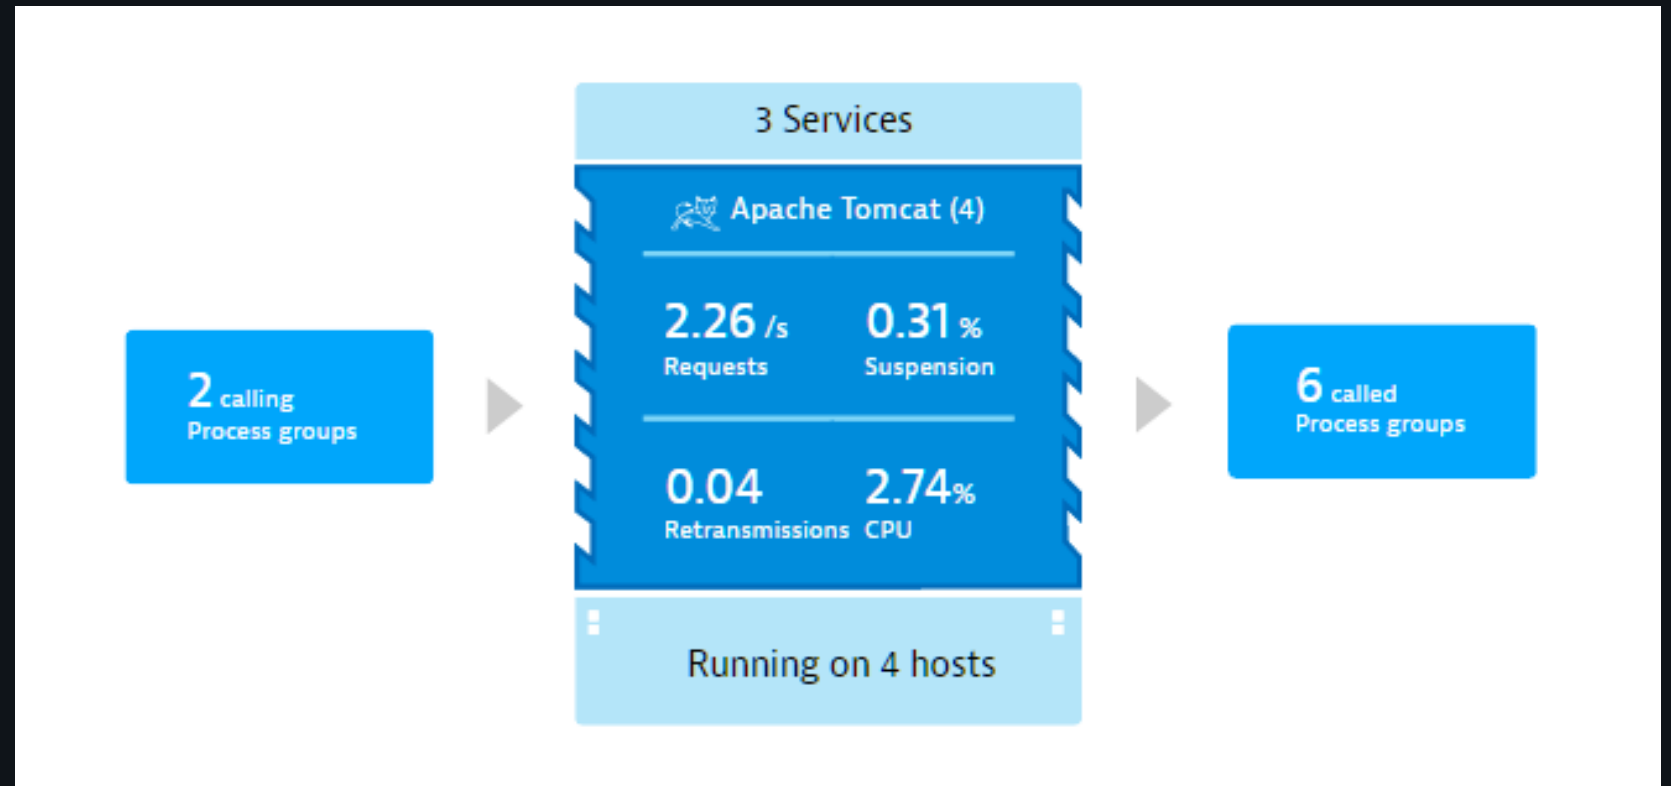 3 Services
Apache Tomcat (4)
2.26 /s 0.31 %
Requests Suspension
2 calling
Process groups
6 called
Process groups
0.04 2.74%
Retransmissions CPU
Running on 4 hosts